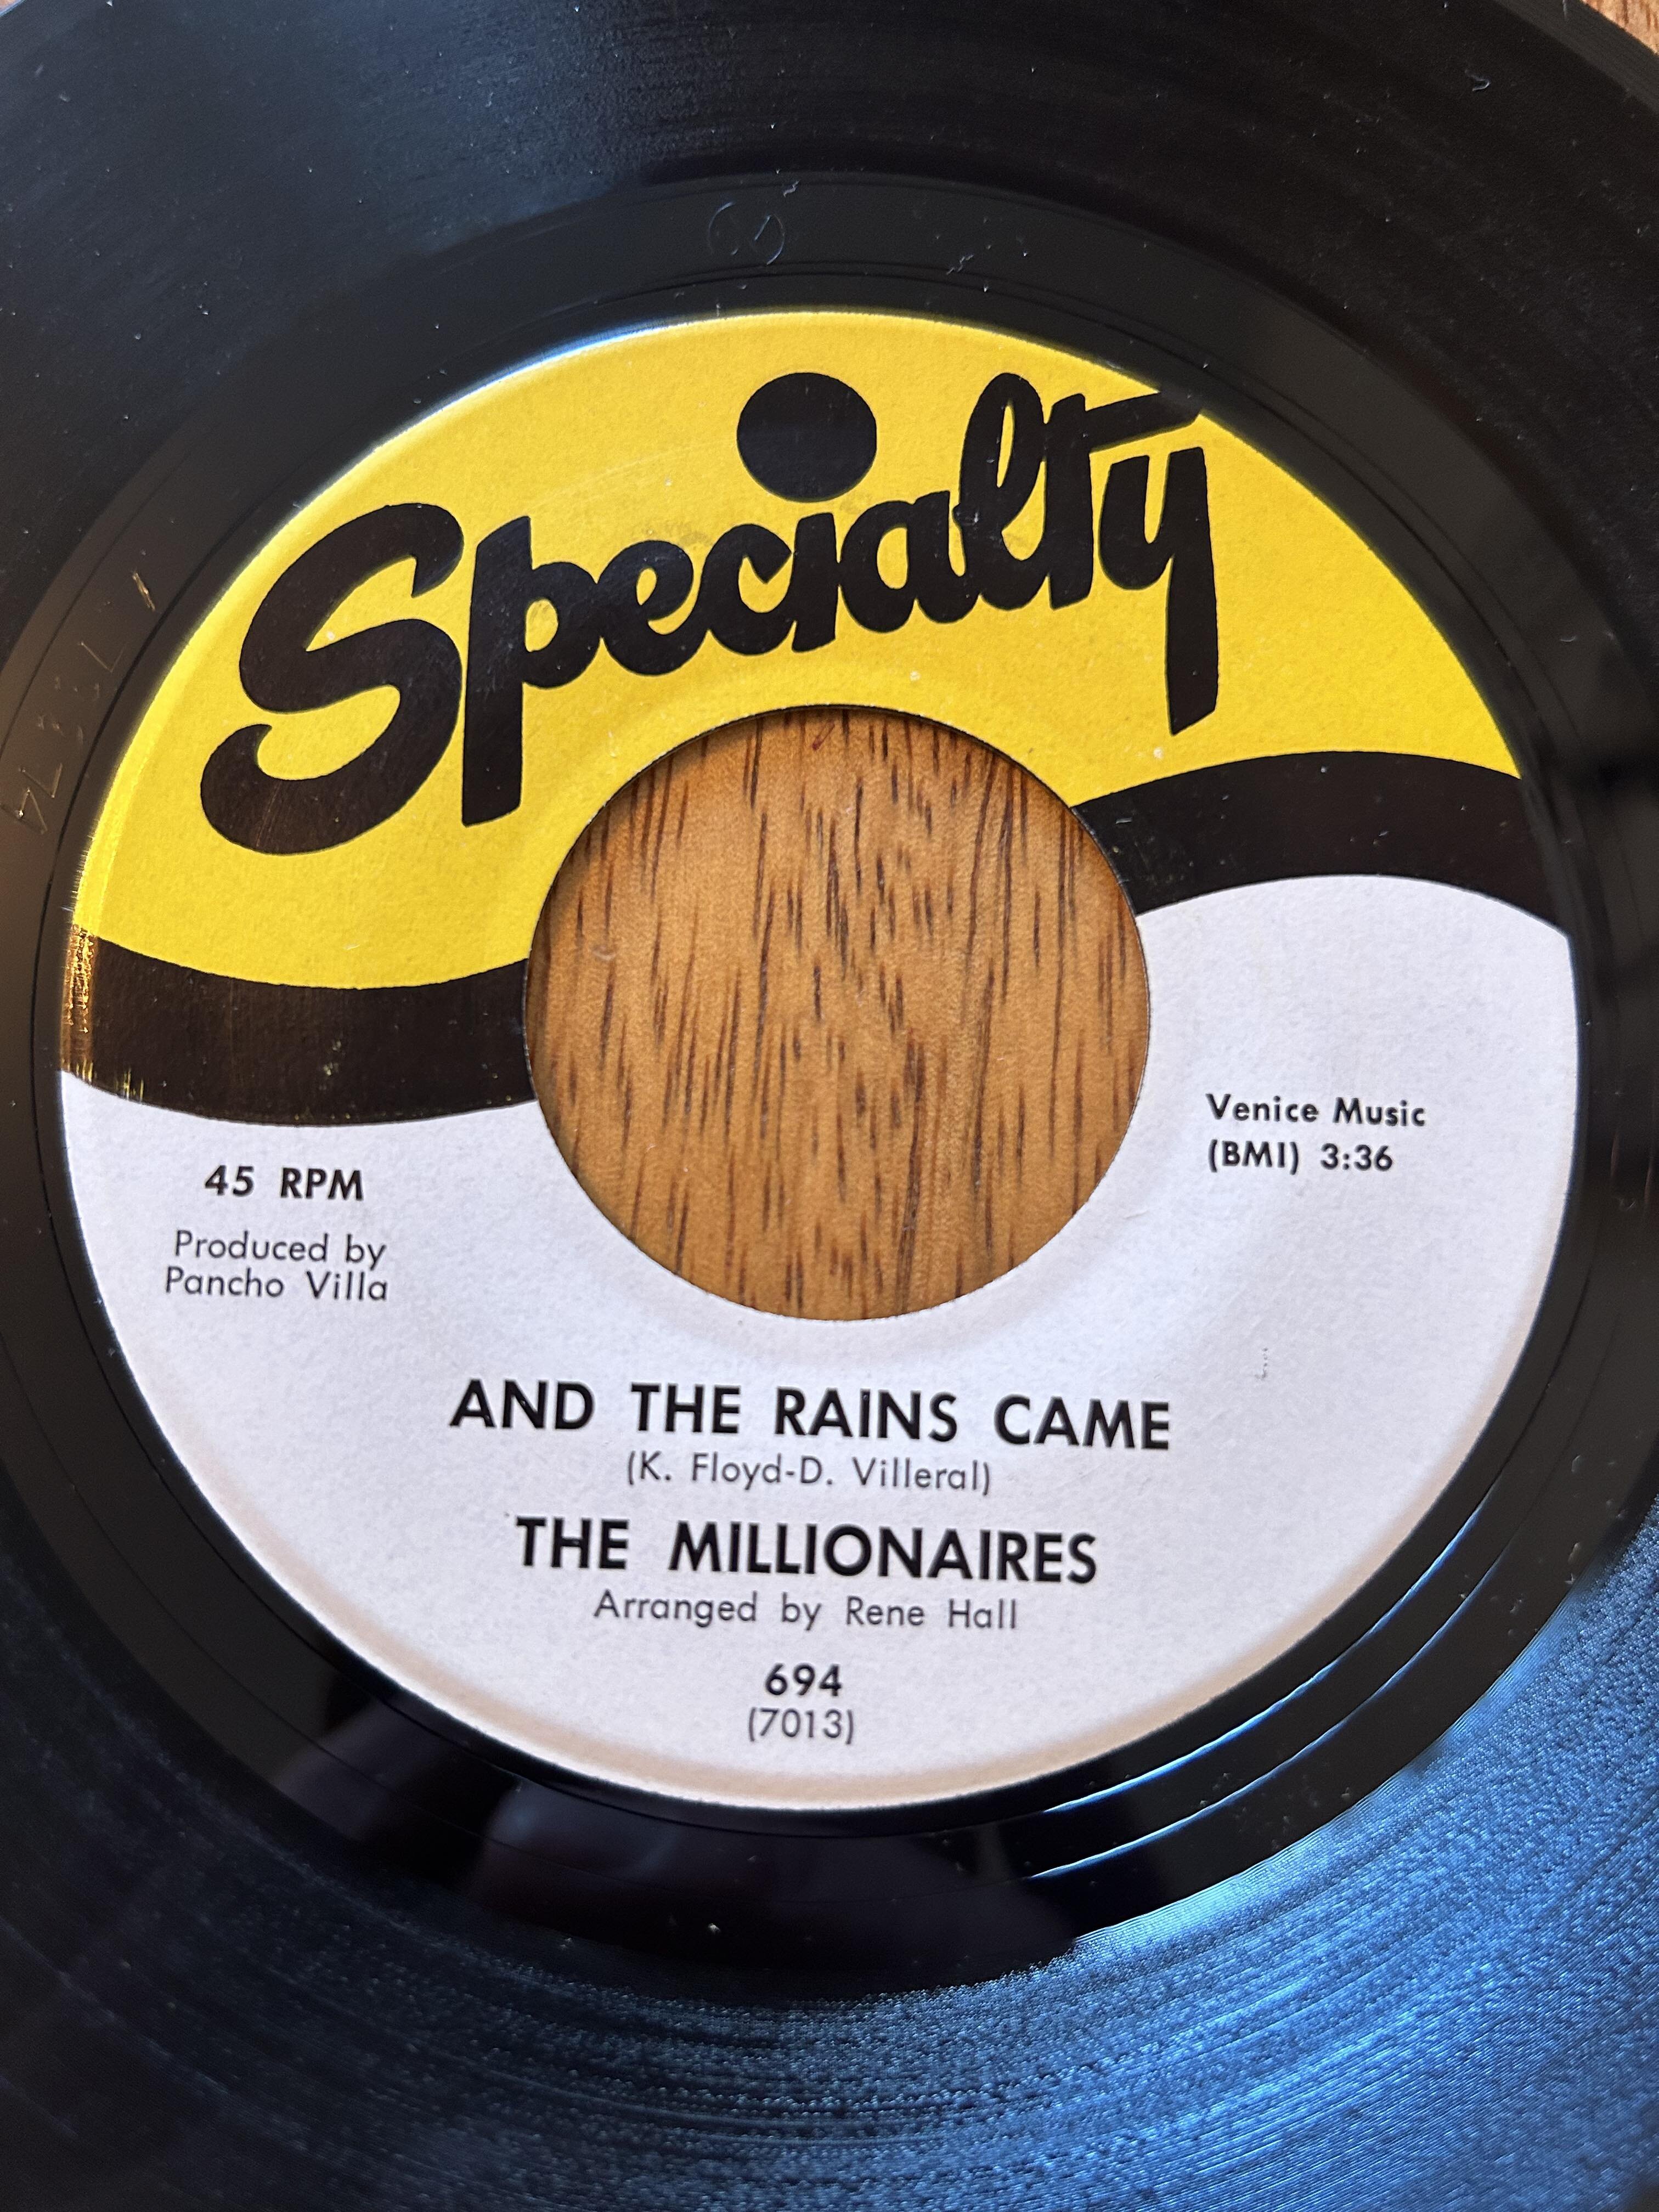 Specialty
Venice Music
(BMI) 3:36
45 RPM
Produced by
Pancho Villa
AND THE RAINS CAME
(K. Floyd-D. Villeral)
THE MILLIONAIRES
Arranged by Rene Hall
694
(7013)